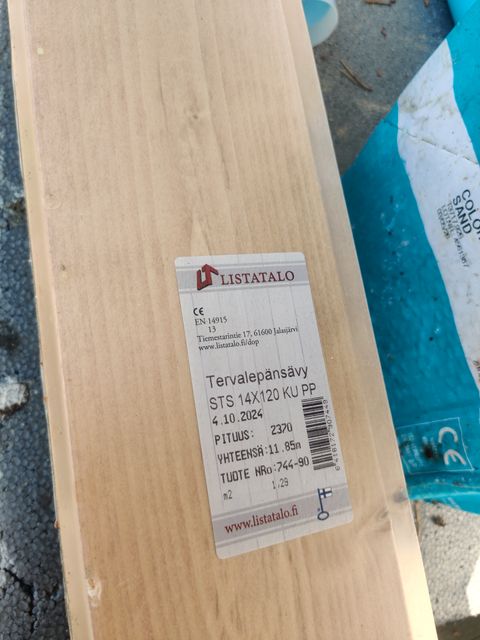 LISTATALO
CE
EN 14915
13
Tiemestarintie 17, 61600 Jalasjärvi
www.listatalo.fi/dop
Tervalepänsävy
STS 14X120 KU PP
4.10.2024
PITUUS: 2370
YHTEENSÄ:11.85m
TUOTE NRo:744-90
m2 1.29
www.listatalo.fi
SAND
CE